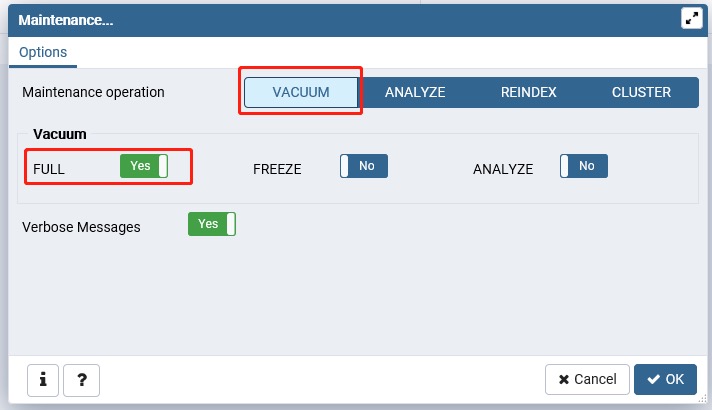 Maintenance...
Options
Maintenance operation VACUUM ANALYZE REINDEX CLUSTER
Vacuum
FULL Yes FREEZE No ANALYZE No
Verbose Messages Yes
i ? Cancel OK